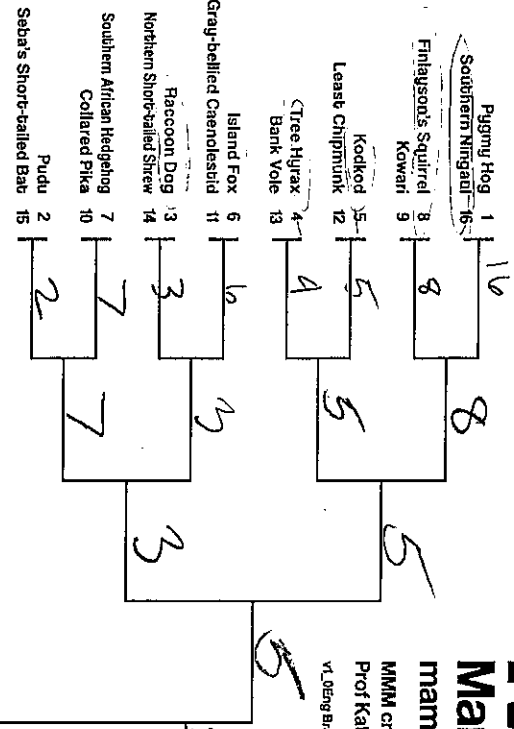 Pygmy Hog 1
Southern Ningaui 16
16
Finlayson's Squirrel 8
Kowari 9
8
8
Kodkod 5
Least Chipmunk 12
5
Tree Hyrax 4
Bank Vole 13
4
5
5
Island Fox 6
Gray-bellied Caenolestid 11
6
Raccoon Dog 3
Northern Short-tailed Shrew 14
3
3
Southern African Hedgehog 7
Collared Pika 10
7
Pudu 2
Seba's Short-tailed Bat 15
2
7
3
5
Ma
mam
MMM cr
Prof Kal
v1_0Eng Br